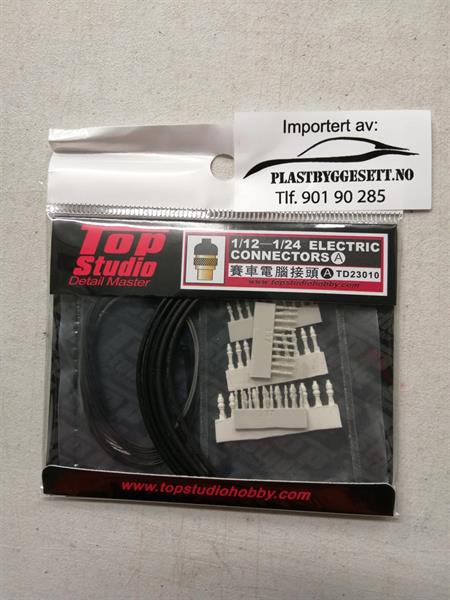 Importert av:
PLASTBYGGESETT.NO
Tlf. 901 90 285
Top
Studio
Detail Master
1/12—1/24 ELECTRIC
CONNECTORS Ⓐ
賽車電腦接頭 Ⓐ TD23010
www.topstudiohobby.com
www.topstudiohobby.com